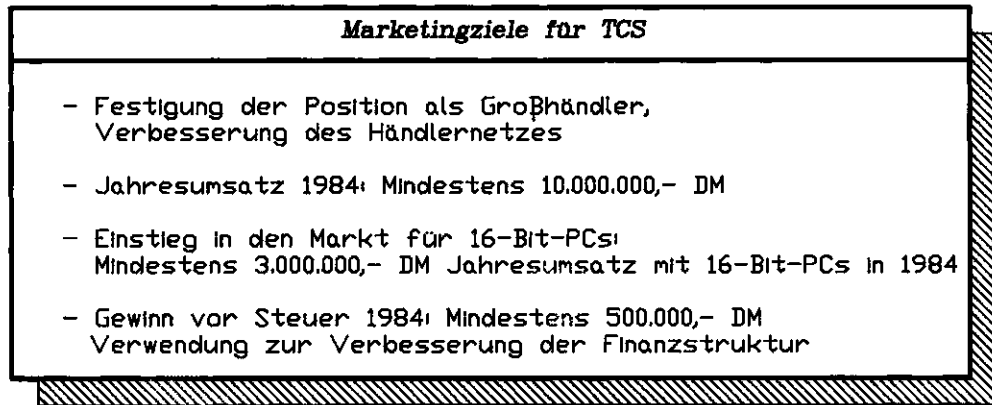 Marketingziele für TCS
- Festigung der Position als Großhändler,
Verbesserung des Händlernetzes
- Jahresumsatz 1984: Mindestens 10.000.000,- DM
- Einstieg in den Markt für 16-Bit-PCs:
Mindestens 3.000.000,- DM Jahresumsatz mit 16-Bit-PCs in 1984
- Gewinn vor Steuer 1984: Mindestens 500.000,- DM
Verwendung zur Verbesserung der Finanzstruktur